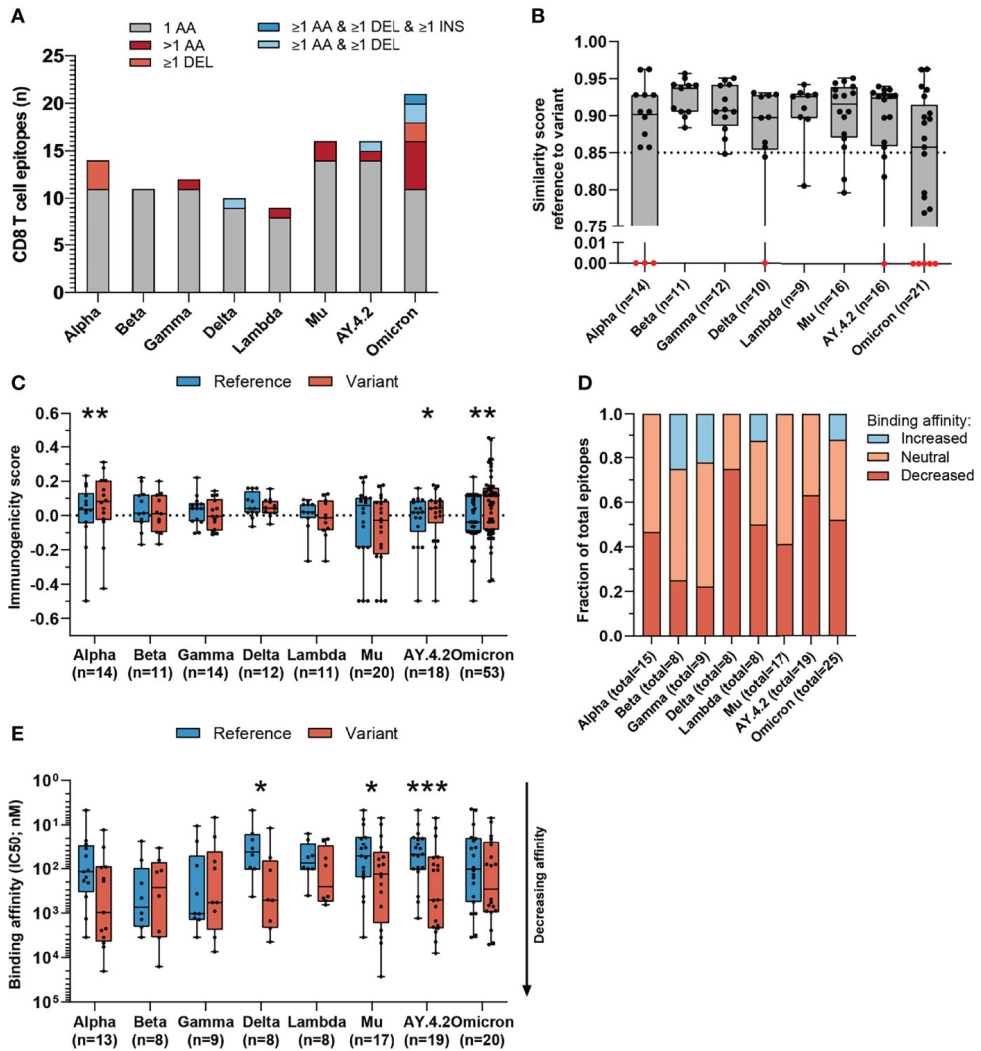 A
1 AA
>1 AA
≥1 DEL
≥1 AA & ≥1 DEL & ≥1 INS
≥1 AA & ≥1 DEL
CD8 T cell epitopes (n)
25
20
15
10
5
0
Alpha
Beta
Gamma
Delta
Lambda
Mu
AY.4.2
Omicron
B
Similarity score
reference to variant
1.00
0.95
0.90
0.85
0.80
0.75
0.01
0.00
Alpha (n=14)
Beta (n=11)
Gamma (n=12)
Delta (n=10)
Lambda (n=9)
Mu (n=16)
AY.4.2 (n=16)
Omicron (n=21)
C
Reference
Variant
Immunogenicity score
0.6
0.4
0.2
0.0
-0.2
-0.4
-0.6
**
*
**
Alpha Beta Gamma Delta Lambda Mu AY.4.2 Omicron
(n=14) (n=11) (n=14) (n=12) (n=11) (n=20) (n=18) (n=53)
D
Binding affinity:
Increased
Neutral
Decreased
Fraction of total epitopes
1.0
0.8
0.6
0.4
0.2
0.0
Alpha (total=15)
Beta (total=8)
Gamma (total=9)
Delta (total=8)
Lambda (total=8)
Mu (total=17)
AY.4.2 (total=19)
Omicron (total=25)
E
Reference
Variant
Binding affinity (IC50; nM)
10⁰
10¹
10²
10³
10⁴
10⁵
*
*
***
Decreasing affinity
Alpha Beta Gamma Delta Lambda Mu AY.4.2 Omicron
(n=13) (n=8) (n=9) (n=8) (n=8) (n=17) (n=19) (n=20)